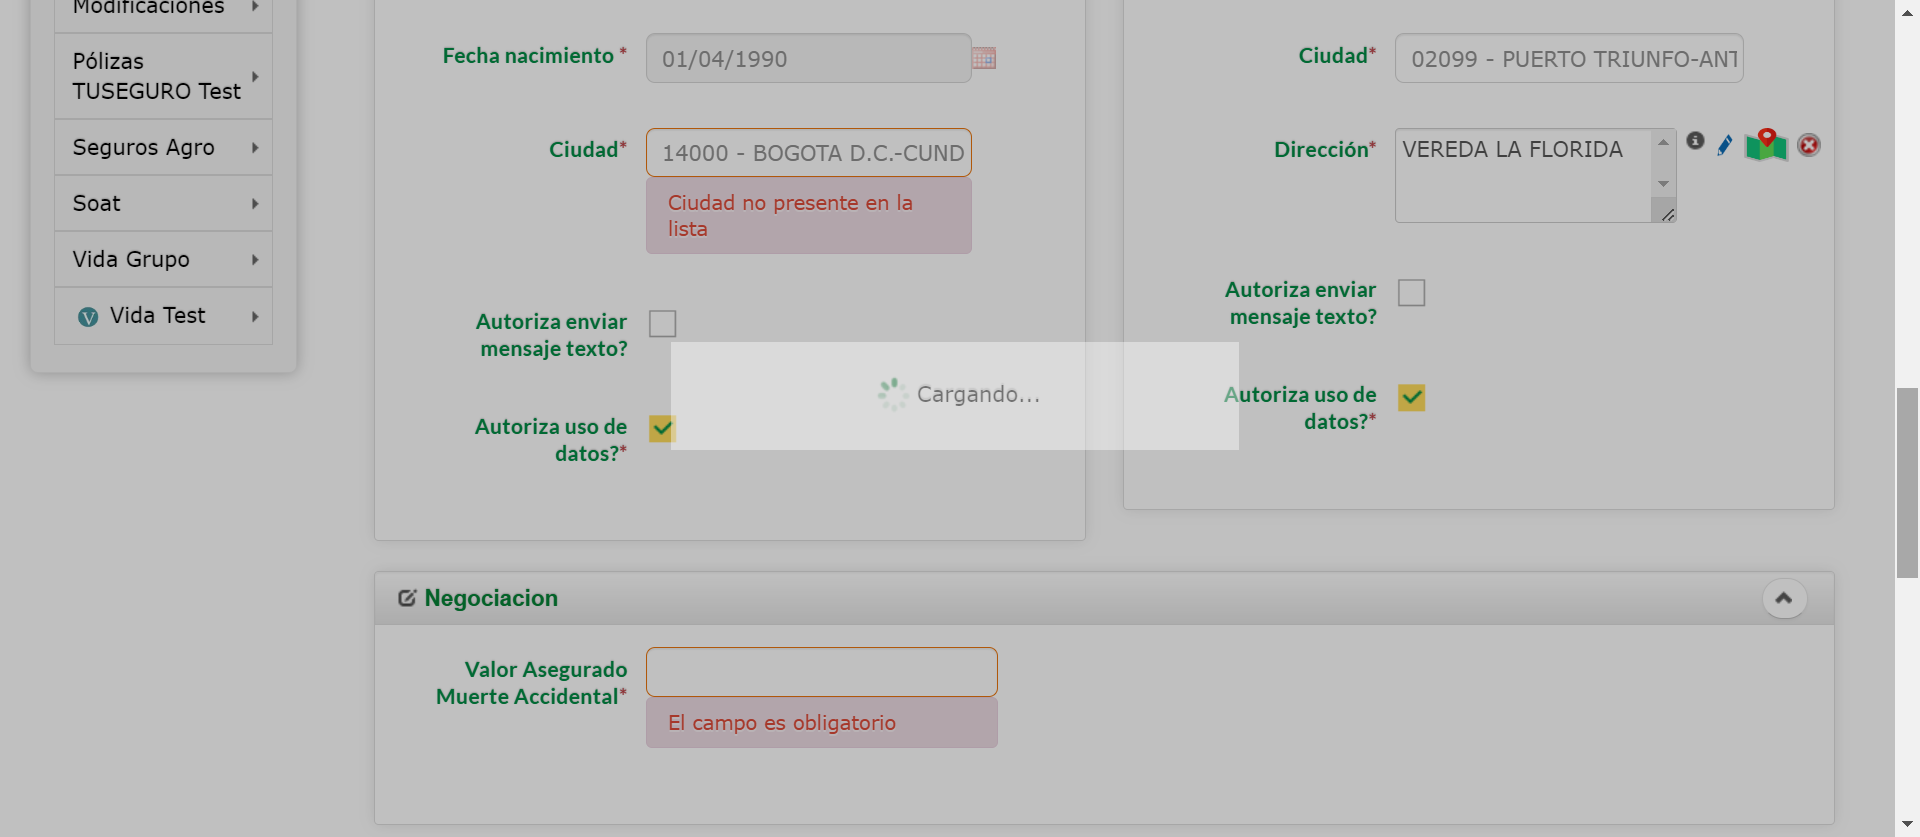 Modificaciones
Pólizas
TUSEGURO Test
Seguros Agro
Soat
Vida Grupo
V Vida Test
Fecha nacimiento * 01/04/1990
Ciudad* 14000 - BOGOTA D.C.-CUND
Ciudad no presente en la
lista
Autoriza enviar
mensaje texto?
Autoriza uso de
datos?*
Ciudad* 02099 - PUERTO TRIUNFO-ANT
Dirección* VEREDA LA FLORIDA
Autoriza enviar
mensaje texto?
Autoriza uso de
datos?*
Cargando...
Negociacion
Valor Asegurado
Muerte Accidental*
El campo es obligatorio